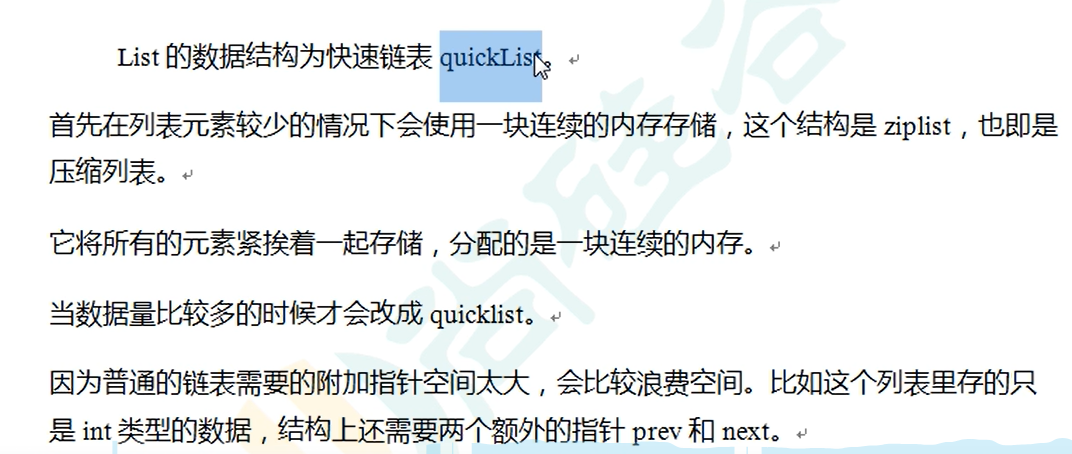 List 的数据结构为快速链表 quickList。
首先在列表元素较少的情况下会使用一块连续的内存存储，这个结构是 ziplist，也即是
压缩列表。
它将所有的元素紧挨着一起存储，分配的是一块连续的内存。
当数据量比较多的时候才会改成 quicklist。
因为普通的链表需要的附加指针空间太大，会比较浪费空间。比如这个列表里存的只
是 int 类型的数据，结构上还需要两个额外的指针 prev 和 next。
尚硅谷